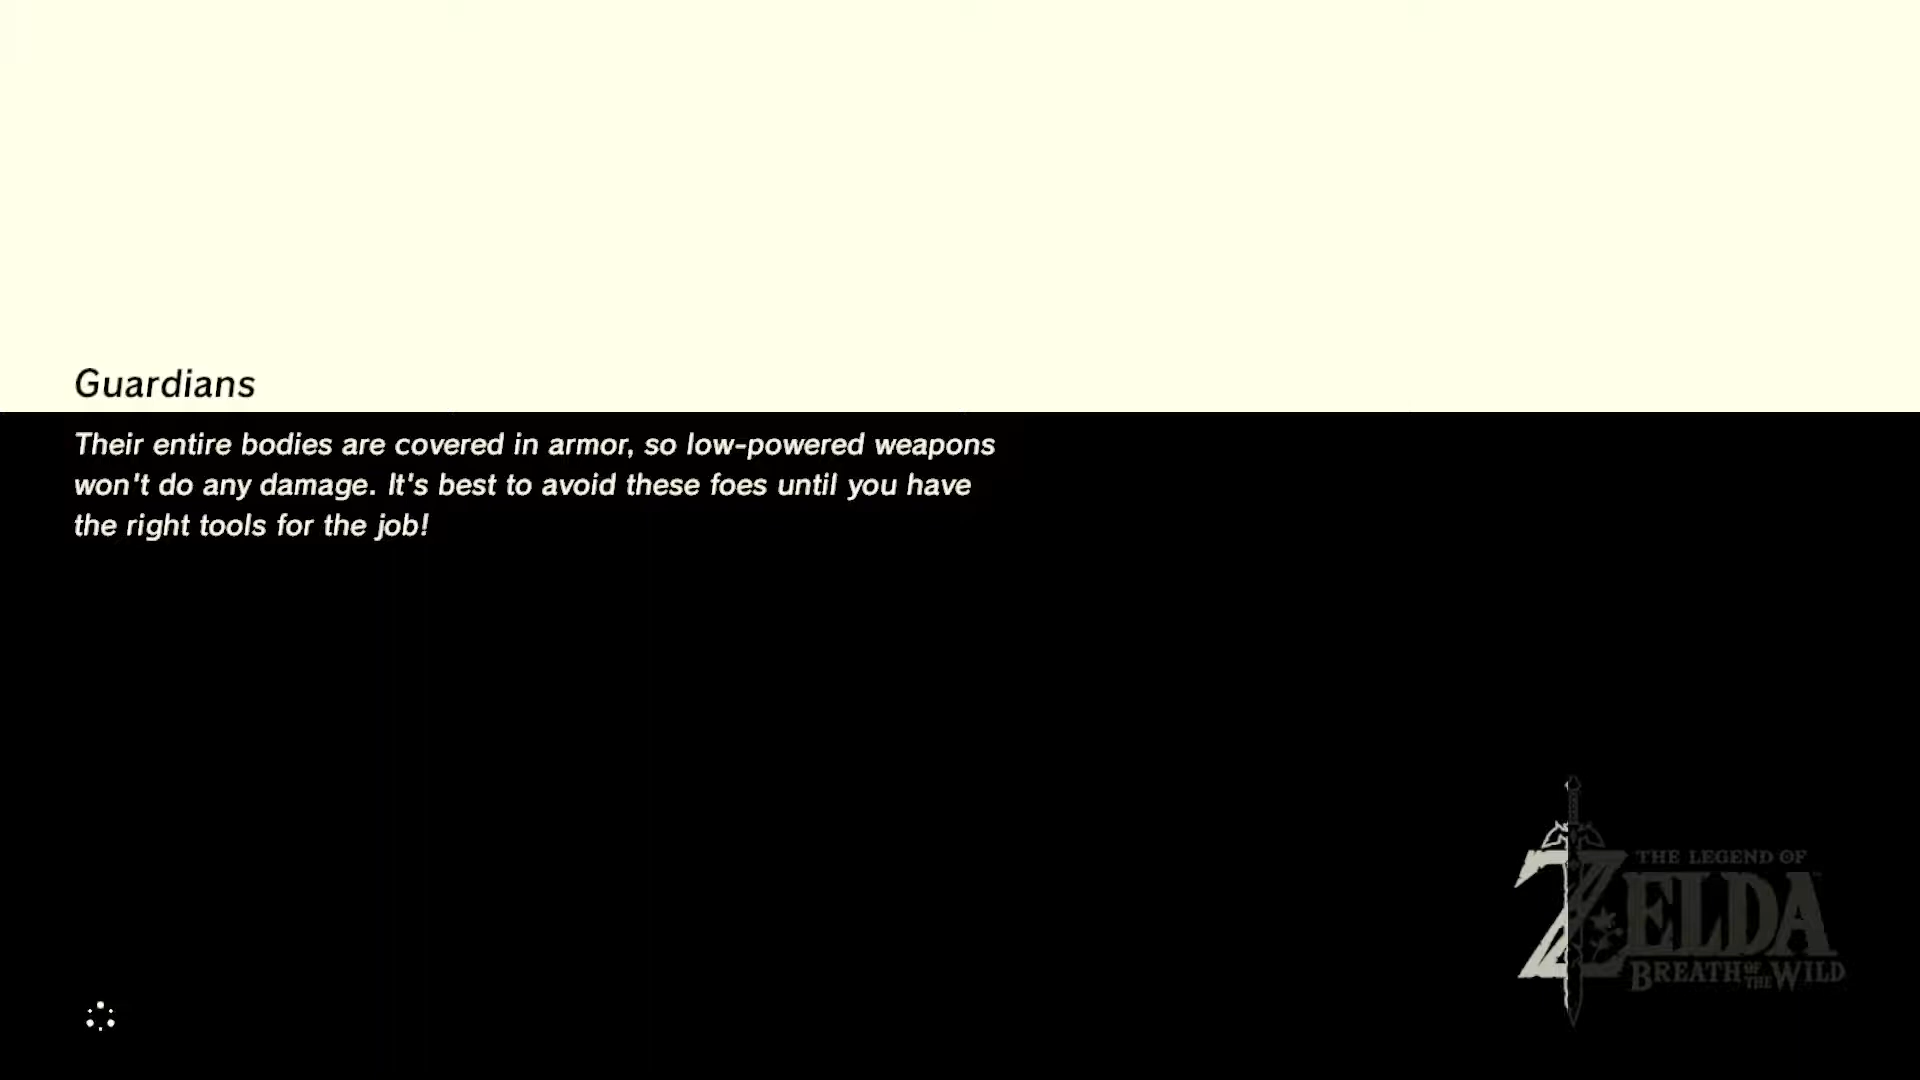 Guardians
Their entire bodies are covered in armor, so low-powered weapons
won't do any damage. It's best to avoid these foes until you have
the right tools for the job!
THE LEGEND OF
ZELDA
BREATH OF THE WILD